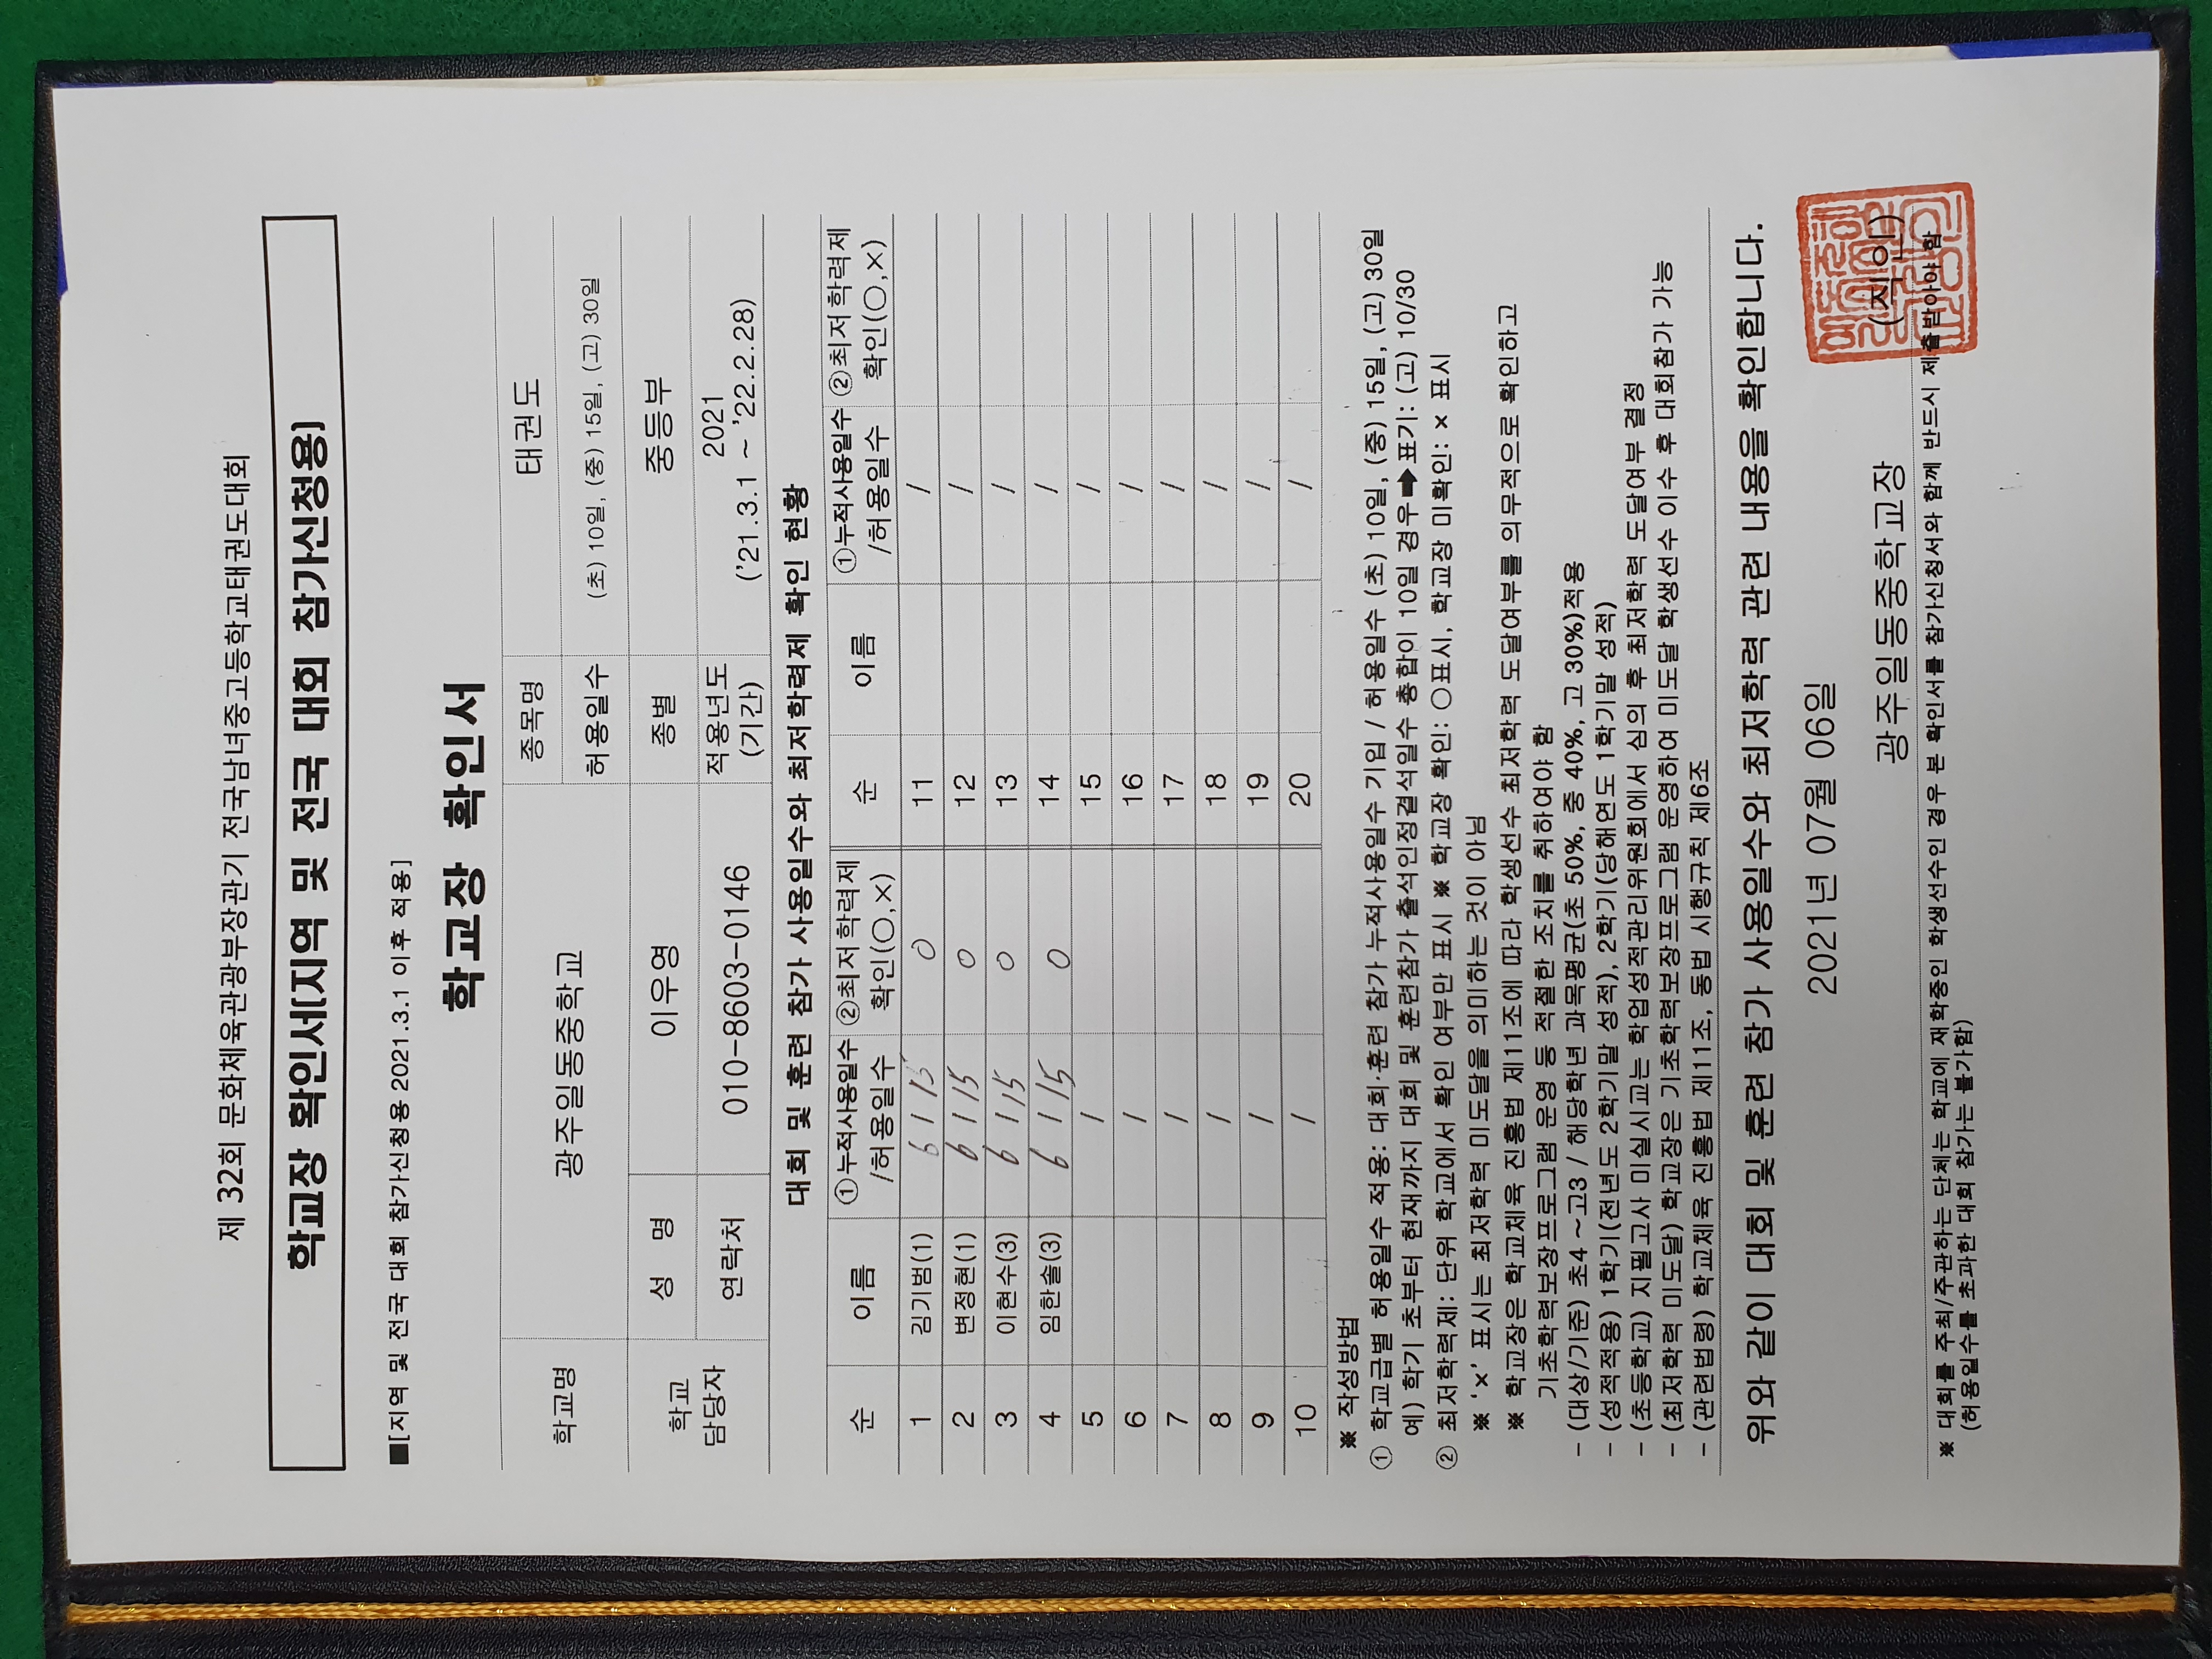 제 32회 문화체육관광부장관기 전국남녀중고등학교태권도대회
학교장 확인서[지역 및 전국 대회 참가신청용]
■[지역 및 전국 대회 참가신청용 2021.3.1 이후 적용]
학교장 확인서
학교명 광주일동중학교 종목명 태권도
허용일수 (초) 10일, (중) 15일, (고) 30일
학교 담당자 성 명 이우영 종별 중등부
연락처 010-8603-0146 적용년도 (기간) 2021 ('21.3.1 ~ '22.2.28)
대회 및 훈련 참가 사용일수와 최저학력제 확인 현황
순 이름 ①누적사용일수 /허용일수 ②최저학력제 확인(○,×) 순 이름 ①누적사용일수 /허용일수 ②최저학력제 확인(○,×)
1 김기범(1) 6 / 15 ○ 11 /
2 변정현(1) 6 / 15 ○ 12 /
3 이현수(3) 6 / 15 ○ 13 /
4 임한솔(3) 6 / 15 ○ 14 /
5 / 15 /
6 / 16 /
7 / 17 /
8 / 18 /
9 / 19 /
10 / 20 /
※ 작성방법
① 학교급별 허용일수 적용: 대회·훈련 참가 누적사용일수 기입 / 허용일수 (초) 10일, (중) 15일, (고) 30일
예) 학기 초부터 현재까지 대회 및 훈련참가 출석인정결석일수 총합이 10일 경우➡표기: (고) 10/30
② 최저학력제: 단위 학교에서 확인 여부만 표시 ※ 학교장 확인: ○표시, 학교장 미확인: × 표시
※ '×' 표시는 최저학력 미도달을 의미하는 것이 아님
※ 학교장은 학교체육 진흥법 제11조에 따라 학생선수 최저학력 도달여부를 의무적으로 확인하고
기초학력보장프로그램 운영 등 적절한 조치를 취하여야 함
- (대상/기준) 초4 ~고3 / 해당학년 과목평균(초 50%, 중 40%, 고 30%)적용
- (성적적용) 1학기(전년도 2학기말 성적), 2학기(당해연도 1학기말 성적)
- (초등학교) 지필고사 미실시교는 학업성적관리위원회에서 심의 후 최저학력 도달여부 결정
- (최저학력 미도달) 학교장은 기초학력보장프로그램 운영하여 미도달 학생선수 이수 후 대회참가 가능
- (관련법령) 학교체육 진흥법 제11조, 동법 시행규칙 제6조
위와 같이 대회 및 훈련 참가 사용일수와 최저학력 관련 내용을 확인합니다.
2021년 07월 06일
광주일동중학교장 (직인)
※ 대회를 주최/주관하는 단체는 학교에 재학중인 학생선수인 경우 본 확인서를 참가신청서와 함께 반드시 제출받아야 함
(허용일수를 초과한 대회 참가는 불가함)